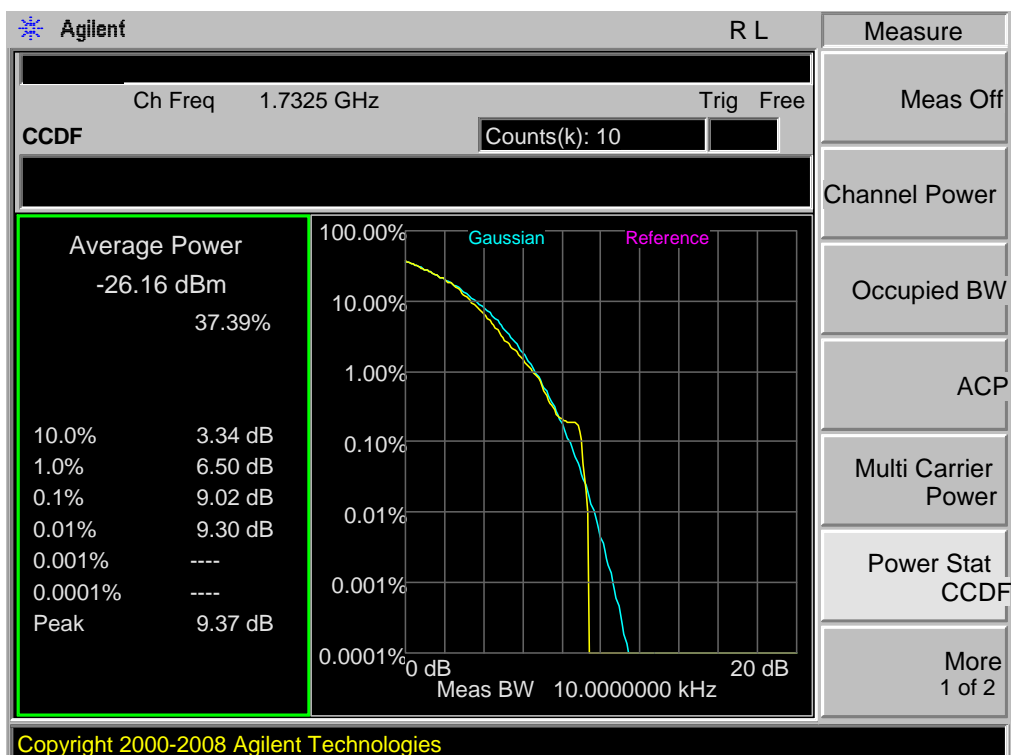 Agilent R L Measure
Ch Freq 1.7325 GHz Trig Free
CCDF Counts(k): 10
Meas Off
Channel Power
Occupied BW
ACP
Multi Carrier
Power
Power Stat
CCDF
More
1 of 2
Average Power
-26.16 dBm
37.39%
10.0% 3.34 dB
1.0% 6.50 dB
0.1% 9.02 dB
0.01% 9.30 dB
0.001% ----
0.0001% ----
Peak 9.37 dB
Gaussian Reference
100.00%
10.00%
1.00%
0.10%
0.01%
0.001%
0.0001%
0 dB 20 dB
Meas BW 10.0000000 kHz
Copyright 2000-2008 Agilent Technologies